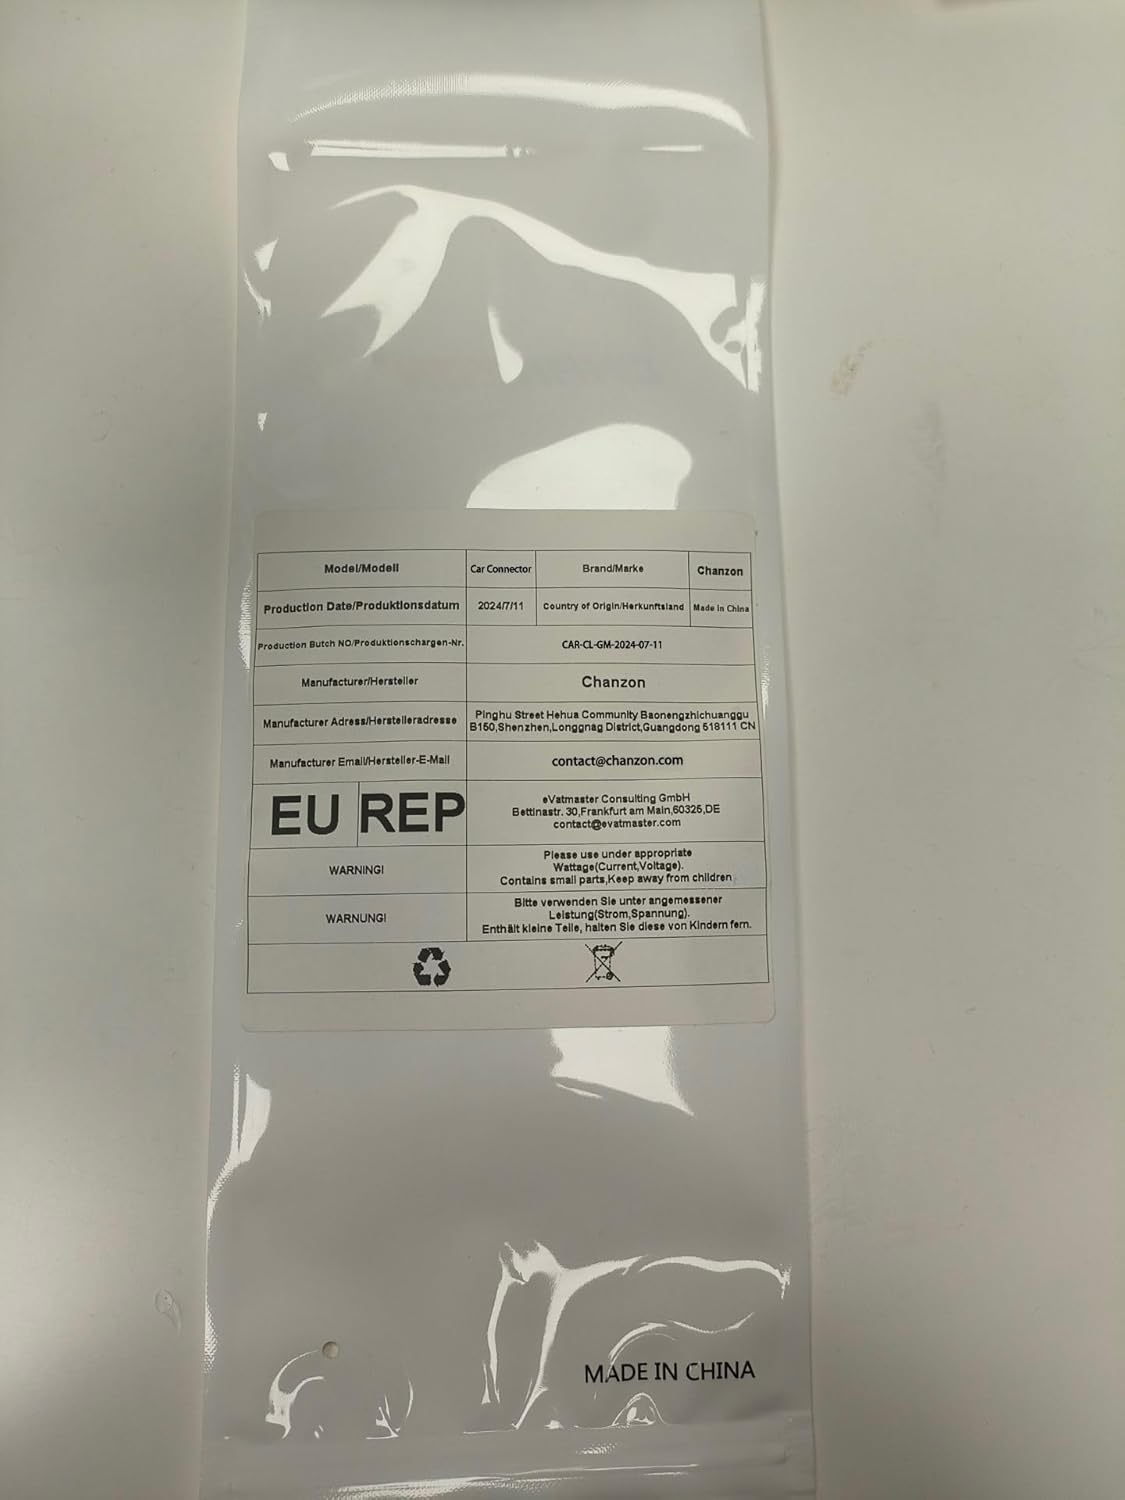 Model/Modell Car Connector Brand/Marke Chanzon
Production Date/Produktionsdatum 2024/7/11 Country of Origin/Herkunftsland Made in China
Production Butch NO/Produktionschargen-Nr. CAR-CL-GM-2024-07-11
Manufacturer/Hersteller Chanzon
Manufacturer Adress/Herstelleradresse Pinghu Street Hehua Community Baonengzhichuanggu
B150,Shenzhen,Longgnag District,Guangdong 518111 CN
Manufacturer Email/Hersteller-E-Mail contact@chanzon.com
EU REP
eVatmaster Consulting GmbH
Bettinastr. 30,Frankfurt am Main,60325,DE
contact@evatmaster.com
WARNING!
Please use under appropriate
Wattage(Current,Voltage).
Contains small parts,Keep away from children
WARNUNG!
Bitte verwenden Sie unter angemessener
Leistung(Strom,Spannung).
Enthält kleine Teile, halten Sie diese von Kindern fern.
MADE IN CHINA